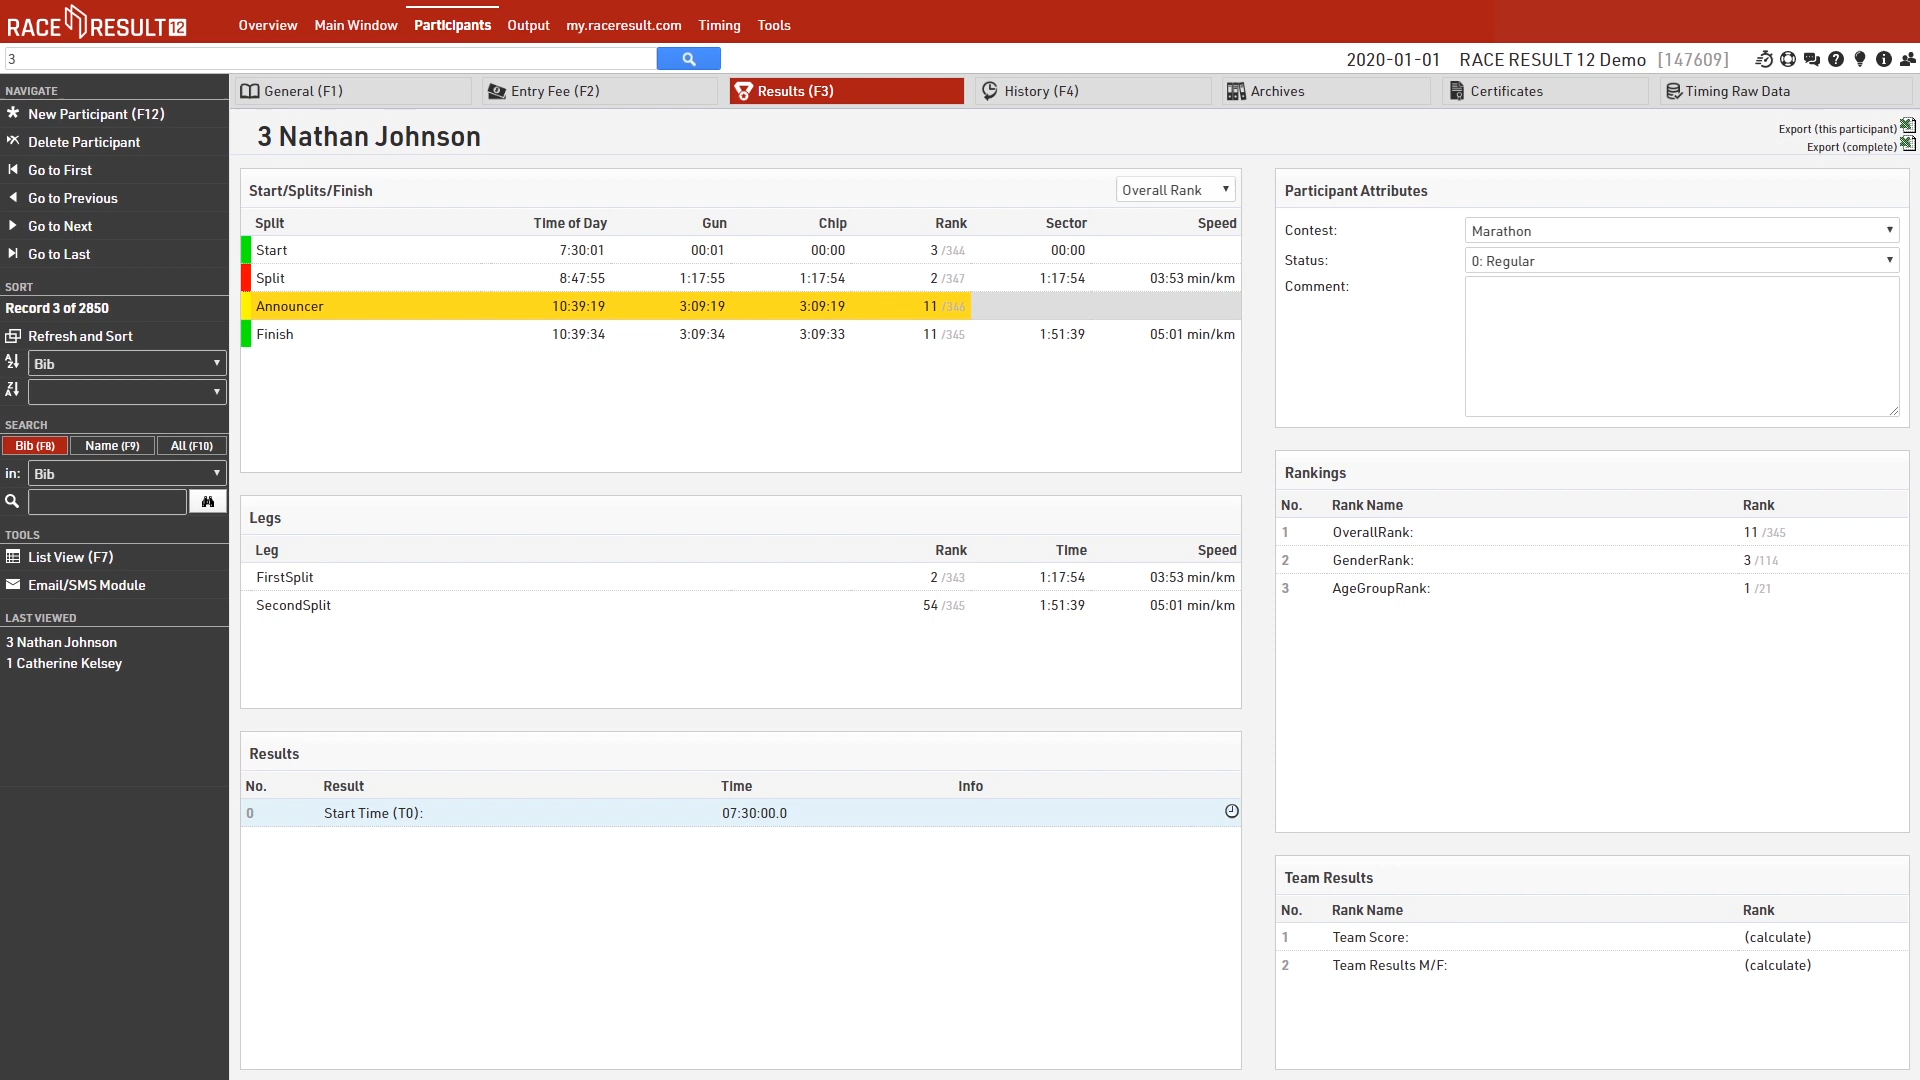 RACE RESULT 12
Overview Main Window Participants Output my.raceresult.com Timing Tools
3
2020-01-01 RACE RESULT 12 Demo [147609]
NAVIGATE
New Participant (F12)
Delete Participant
Go to First
Go to Previous
Go to Next
Go to Last
SORT
Record 3 of 2850
Refresh and Sort
Bib
SEARCH
Bib (F8) Name (F9) All (F10)
in: Bib
TOOLS
List View (F7)
Email/SMS Module
LAST VIEWED
3 Nathan Johnson
1 Catherine Kelsey
General (F1) Entry Fee (F2) Results (F3) History (F4) Archives Certificates Timing Raw Data
3 Nathan Johnson
Export (this participant)
Export (complete)
Start/Splits/Finish Overall Rank
Split Time of Day Gun Chip Rank Sector Speed
Start 7:30:01 00:01 00:00 3 /344 00:00
Split 8:47:55 1:17:55 1:17:54 2 /347 1:17:54 03:53 min/km
Announcer 10:39:19 3:09:19 3:09:19 11 /346
Finish 10:39:34 3:09:34 3:09:33 11 /345 1:51:39 05:01 min/km
Legs
Leg Rank Time Speed
FirstSplit 2 /343 1:17:54 03:53 min/km
SecondSplit 54 /345 1:51:39 05:01 min/km
Results
No. Result Time Info
0 Start Time (T0): 07:30:00.0
Participant Attributes
Contest: Marathon
Status: 0: Regular
Comment:
Rankings
No. Rank Name Rank
1 OverallRank: 11 /345
2 GenderRank: 3 /114
3 AgeGroupRank: 1 /21
Team Results
No. Rank Name Rank
1 Team Score: (calculate)
2 Team Results M/F: (calculate)